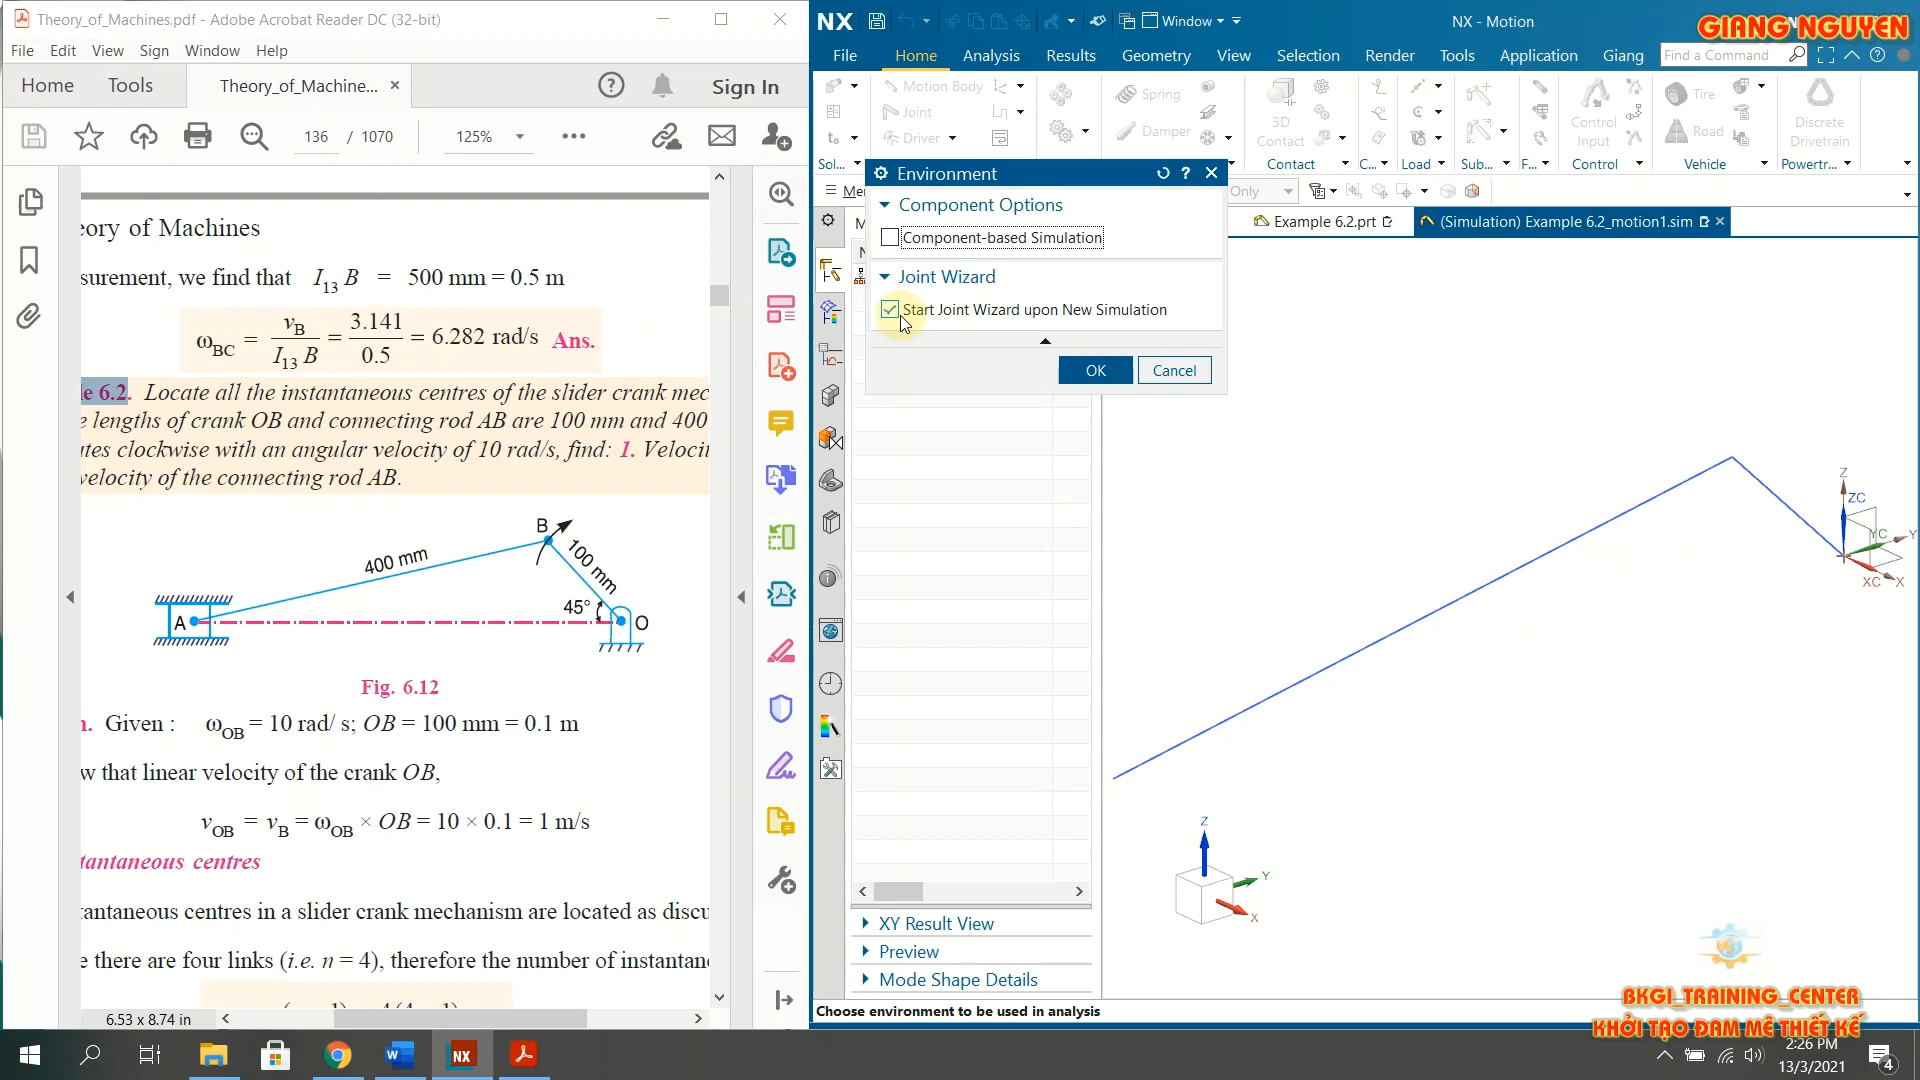 Theory_of_Machines.pdf - Adobe Acrobat Reader DC (32-bit)
File Edit View Sign Window Help
Home Tools Theory_of_Machine... × Sign In
136 / 1070 125%
eory of Machines
surement, we find that I13 B = 500 mm = 0.5 m
ωBC = vB / I13 B = 3.141 / 0.5 = 6.282 rad/s Ans.
le 6.2. Locate all the instantaneous centres of the slider crank mec
e lengths of crank OB and connecting rod AB are 100 mm and 400
ates clockwise with an angular velocity of 10 rad/s, find: 1. Veloci
velocity of the connecting rod AB.
B
400 mm
100 mm
45°
A
O
Fig. 6.12
n. Given : ωOB = 10 rad/ s; OB = 100 mm = 0.1 m
w that linear velocity of the crank OB,
vOB = vB = ωOB × OB = 10 × 0.1 = 1 m/s
tantaneous centres
tantaneous centres in a slider crank mechanism are located as discu
e there are four links (i.e. n = 4), therefore the number of instantan
6.53 x 8.74 in
NX Window NX - Motion
GIANG NGUYEN
File Home Analysis Results Geometry View Selection Render Tools Application Giang Find a Command
Motion Body
Joint
Driver
Spring
Damper
3D
Contact
Control
Input
Tire
Road
Discrete
Drivetrain
Sol... Contact C... Load Sub... F... Control Vehicle Powertr...
Me
Only
Example 6.2.prt
(Simulation) Example 6.2_motion1.sim
M
N
Environment
Component Options
Component-based Simulation
Joint Wizard
Start Joint Wizard upon New Simulation
OK Cancel
Z
ZC
YC
Y
XC
X
Z
Y
X
XY Result View
Preview
Mode Shape Details
Choose environment to be used in analysis
BKGI_TRAINING_CENTER
KHỞI TẠO ĐAM MÊ THIẾT KẾ
2:26 PM
13/3/2021
4